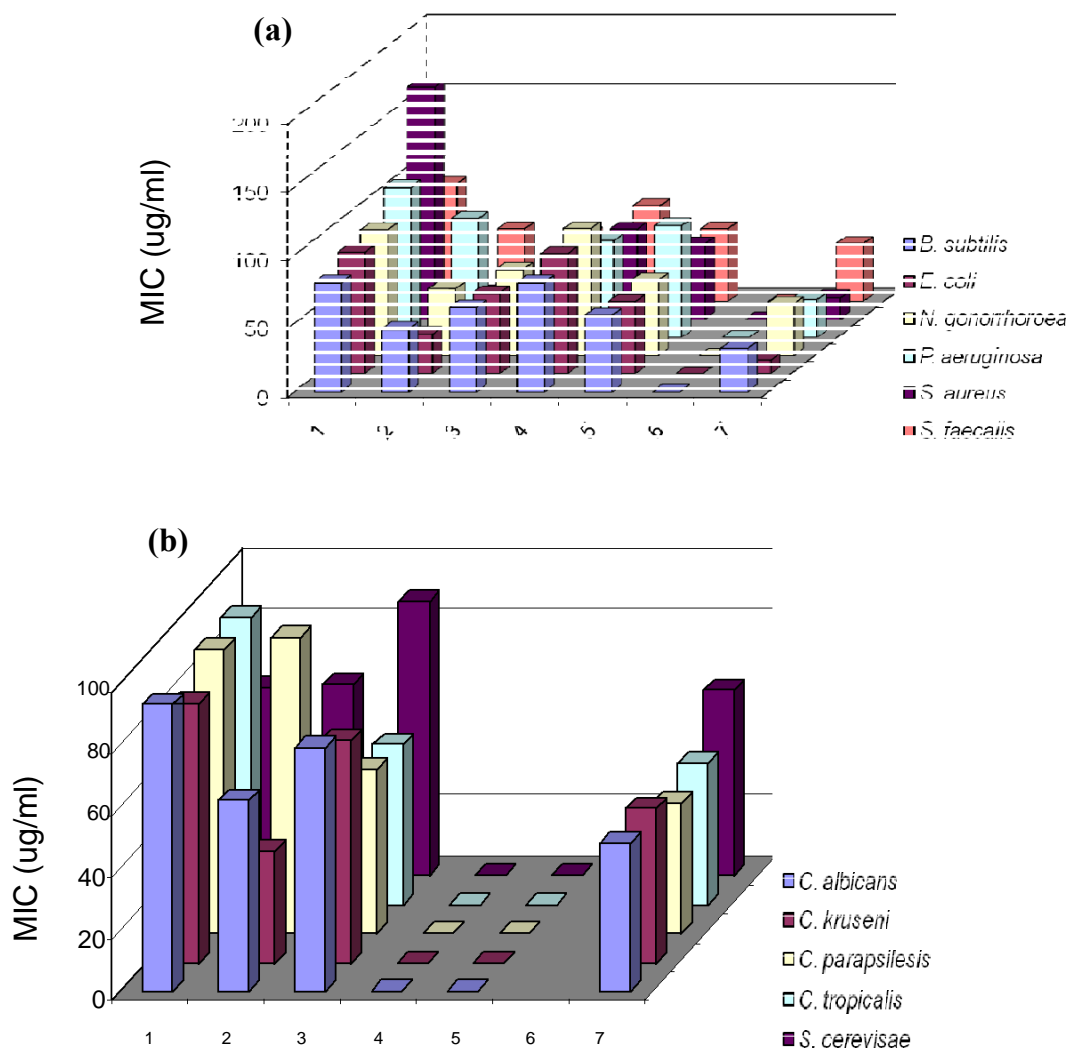 (a)
MIC (ug/ml)
200
150
100
50
0
1 2 3 4 5 6 7
B. subtilis
E. coli
N. gonorrhoroea
P. aeruginosa
S. aureus
S. faecalis
(b)
MIC (ug/ml)
100
80
60
40
20
0
1 2 3 4 5 6 7
C. albicans
C. kruseni
C. parapsilesis
C. tropicalis
S. cerevisae